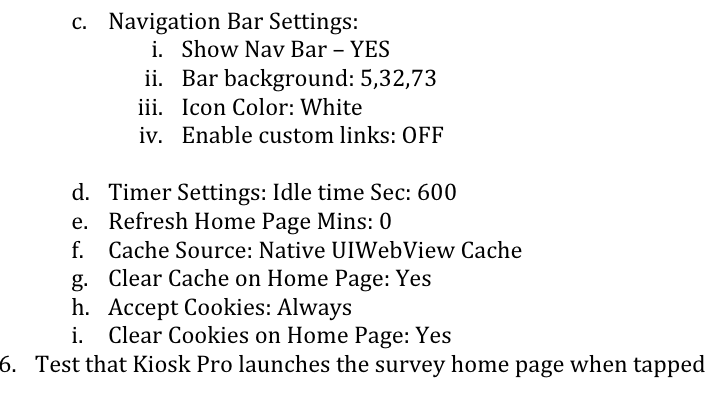 c. Navigation Bar Settings:
i. Show Nav Bar – YES
ii. Bar background: 5,32,73
iii. Icon Color: White
iv. Enable custom links: OFF
d. Timer Settings: Idle time Sec: 600
e. Refresh Home Page Mins: 0
f. Cache Source: Native UIWebView Cache
g. Clear Cache on Home Page: Yes
h. Accept Cookies: Always
i. Clear Cookies on Home Page: Yes
6. Test that Kiosk Pro launches the survey home page when tapped